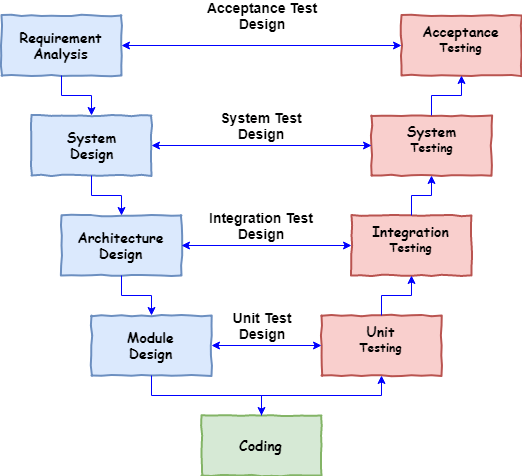 Acceptance Test
Design
Requirement
Analysis
Acceptance
Testing
System Test
Design
System
Design
System
Testing
Integration Test
Design
Architecture
Design
Integration
Testing
Unit Test
Design
Module
Design
Unit
Testing
Coding